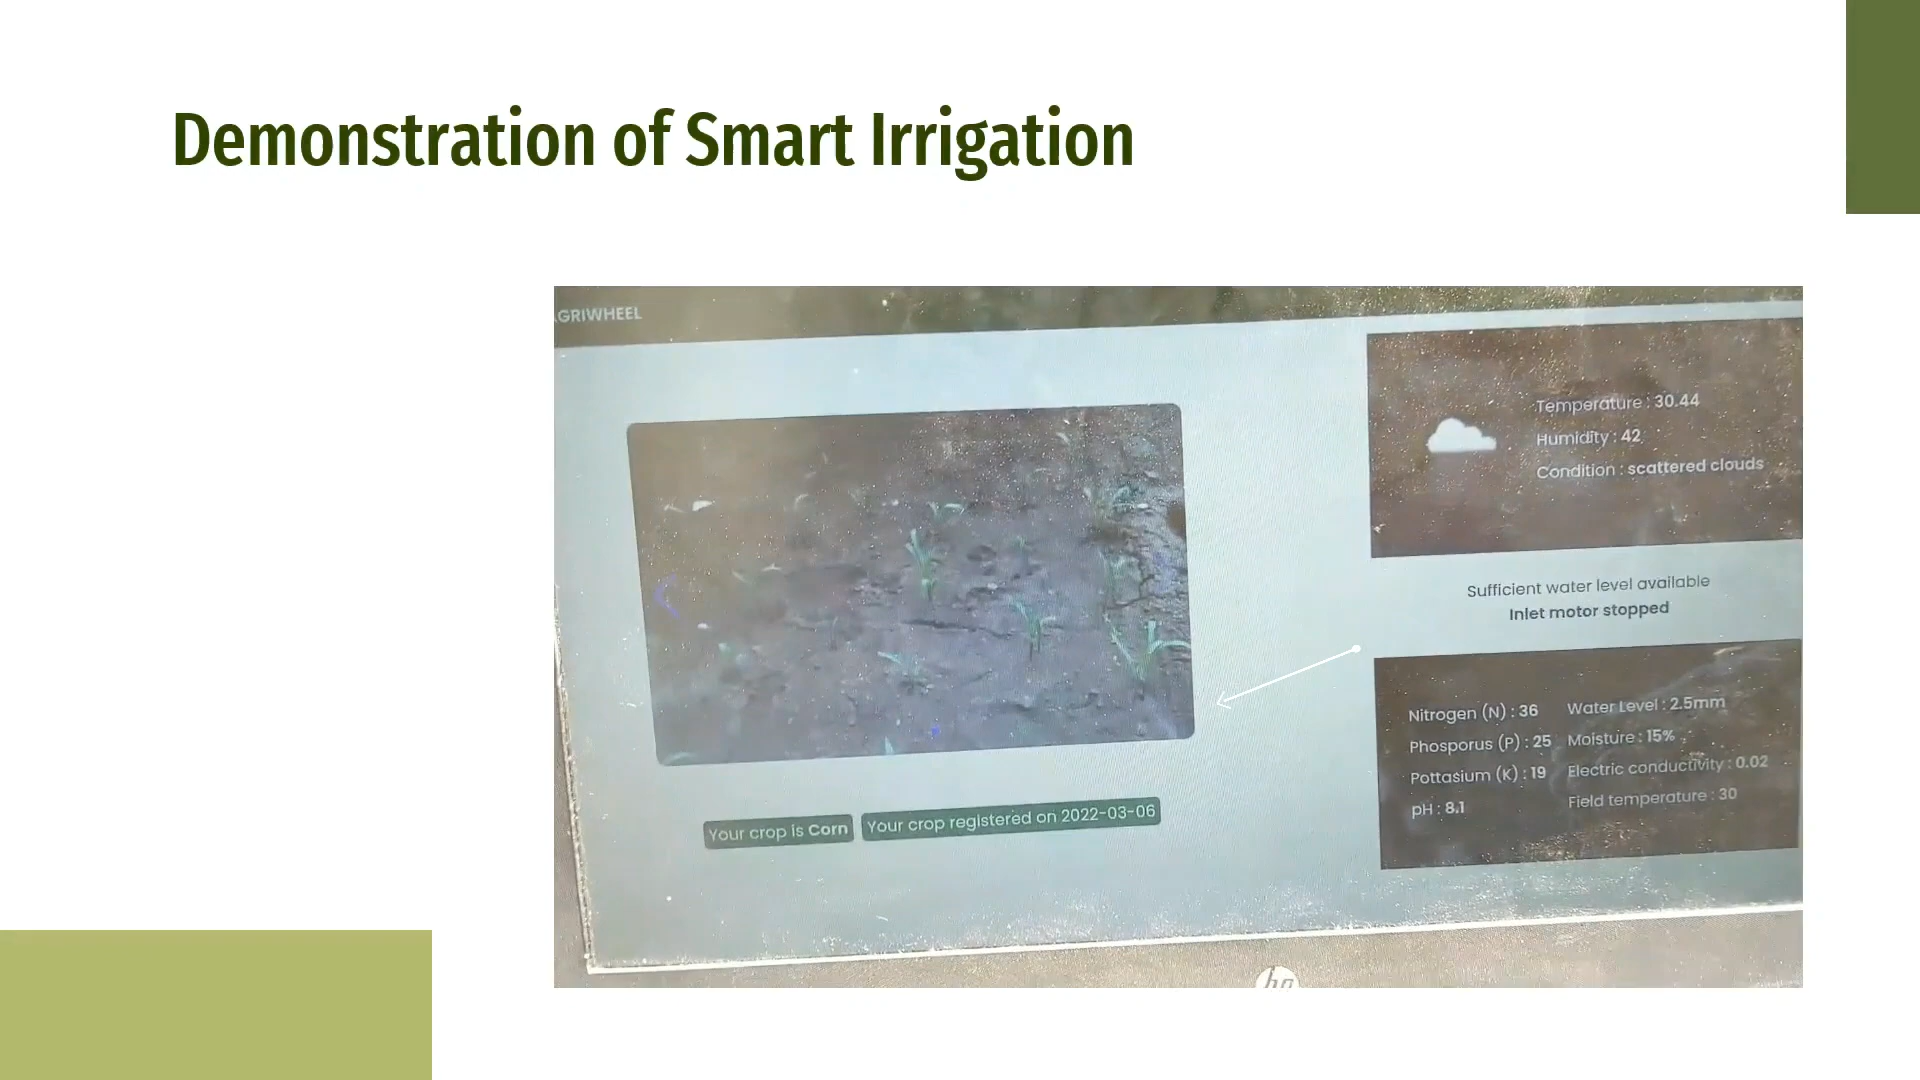 Demonstration of Smart Irrigation
GRIWHEEL
Temperature : 30.44
Humidity : 42
Condition : scattered clouds
Sufficient water level available
Inlet motor stopped
Nitrogen (N) : 36 Water Level : 2.5mm
Phosporus (P) : 25 Moisture : 15%
Pottasium (K) : 19 Electric conductivity : 0.02
pH : 8.1 Field temperature : 30
Your crop is Corn Your crop registered on 2022-03-06
hp